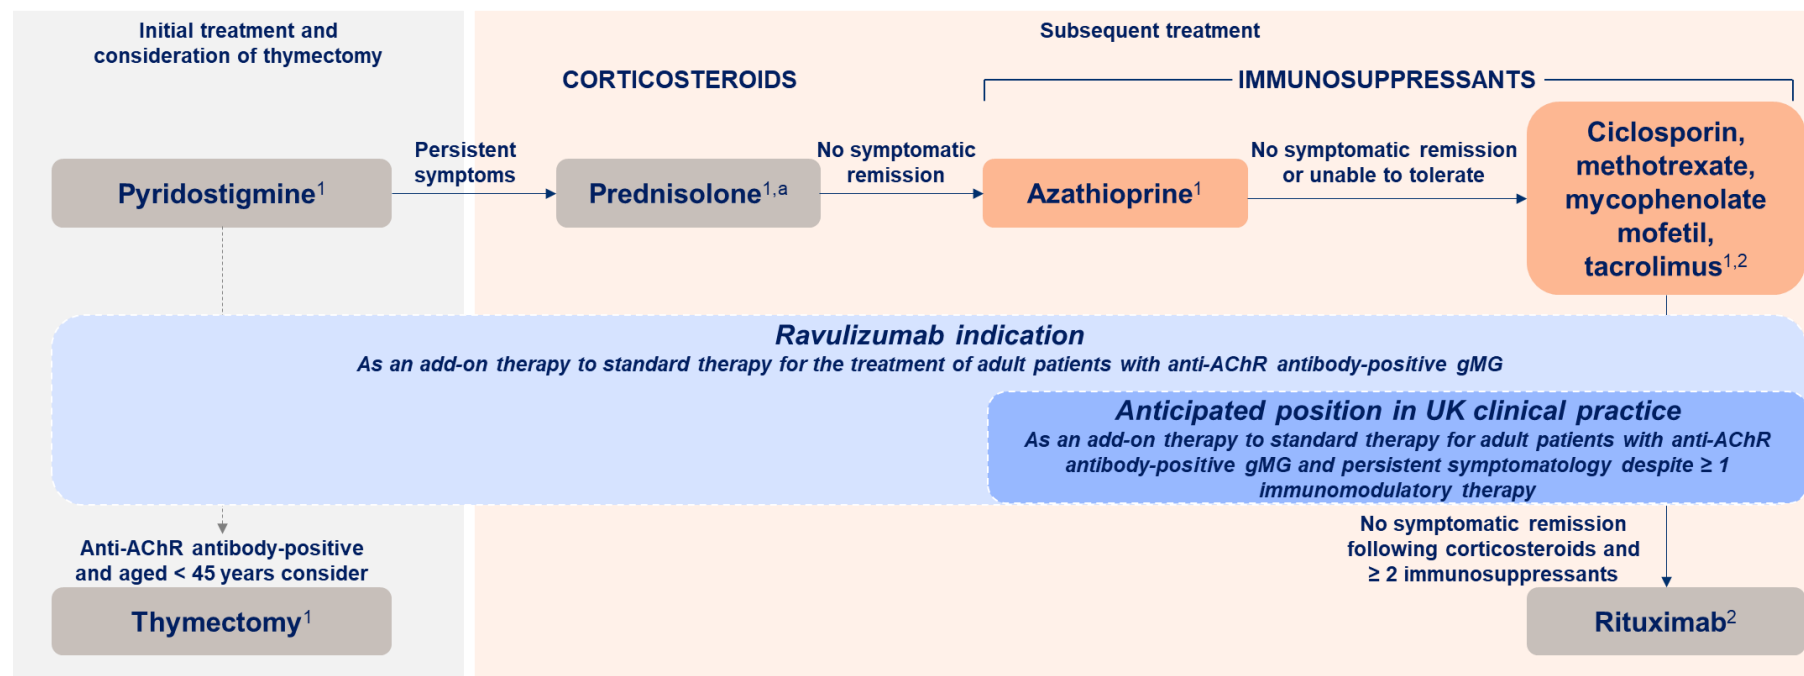 Initial treatment and
consideration of thymectomy
Subsequent treatment
CORTICOSTEROIDS
IMMUNOSUPPRESSANTS
Pyridostigmine1
Persistent
symptoms
Prednisolone1,a
No symptomatic
remission
Azathioprine1
No symptomatic remission
or unable to tolerate
Ciclosporin,
methotrexate,
mycophenolate
mofetil,
tacrolimus1,2
Ravulizumab indication
As an add-on therapy to standard therapy for the treatment of adult patients with anti-AChR antibody-positive gMG
Anticipated position in UK clinical practice
As an add-on therapy to standard therapy for adult patients with anti-AChR
antibody-positive gMG and persistent symptomatology despite ≥ 1
immunomodulatory therapy
Anti-AChR antibody-positive
and aged < 45 years consider
Thymectomy1
No symptomatic remission
following corticosteroids and
≥ 2 immunosuppressants
Rituximab2